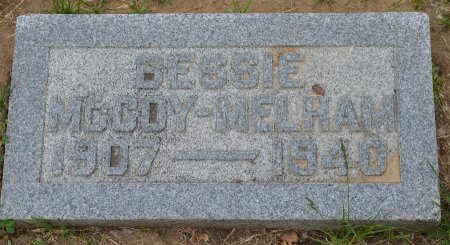 BESSIE
McCOY-MELHAM
1907 — 1940